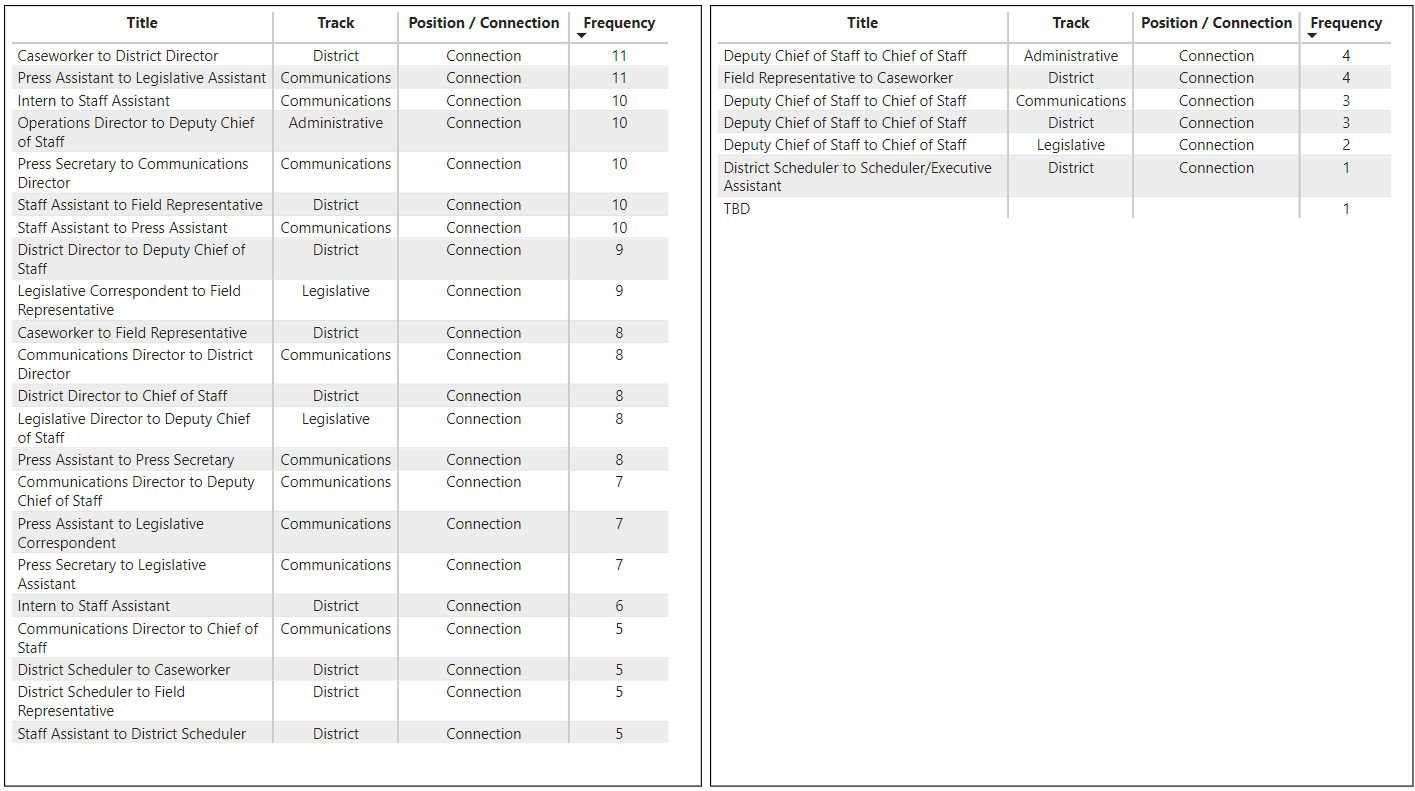 Title Track Position / Connection Frequency
Caseworker to District Director District Connection 11
Press Assistant to Legislative Assistant Communications Connection 11
Intern to Staff Assistant Communications Connection 10
Operations Director to Deputy Chief Administrative Connection 10
of Staff
Press Secretary to Communications Communications Connection 10
Director
Staff Assistant to Field Representative District Connection 10
Staff Assistant to Press Assistant Communications Connection 10
District Director to Deputy Chief of District Connection 9
Staff
Legislative Correspondent to Field Legislative Connection 9
Representative
Caseworker to Field Representative District Connection 8
Communications Director to District Communications Connection 8
Director
District Director to Chief of Staff District Connection 8
Legislative Director to Deputy Chief Legislative Connection 8
of Staff
Press Assistant to Press Secretary Communications Connection 8
Communications Director to Deputy Communications Connection 7
Chief of Staff
Press Assistant to Legislative Communications Connection 7
Correspondent
Press Secretary to Legislative Communications Connection 7
Assistant
Intern to Staff Assistant District Connection 6
Communications Director to Chief of Communications Connection 5
Staff
District Scheduler to Caseworker District Connection 5
District Scheduler to Field District Connection 5
Representative
Staff Assistant to District Scheduler District Connection 5
Title Track Position / Connection Frequency
Deputy Chief of Staff to Chief of Staff Administrative Connection 4
Field Representative to Caseworker District Connection 4
Deputy Chief of Staff to Chief of Staff Communications Connection 3
Deputy Chief of Staff to Chief of Staff District Connection 3
Deputy Chief of Staff to Chief of Staff Legislative Connection 2
District Scheduler to Scheduler/Executive District Connection 1
Assistant
TBD 1